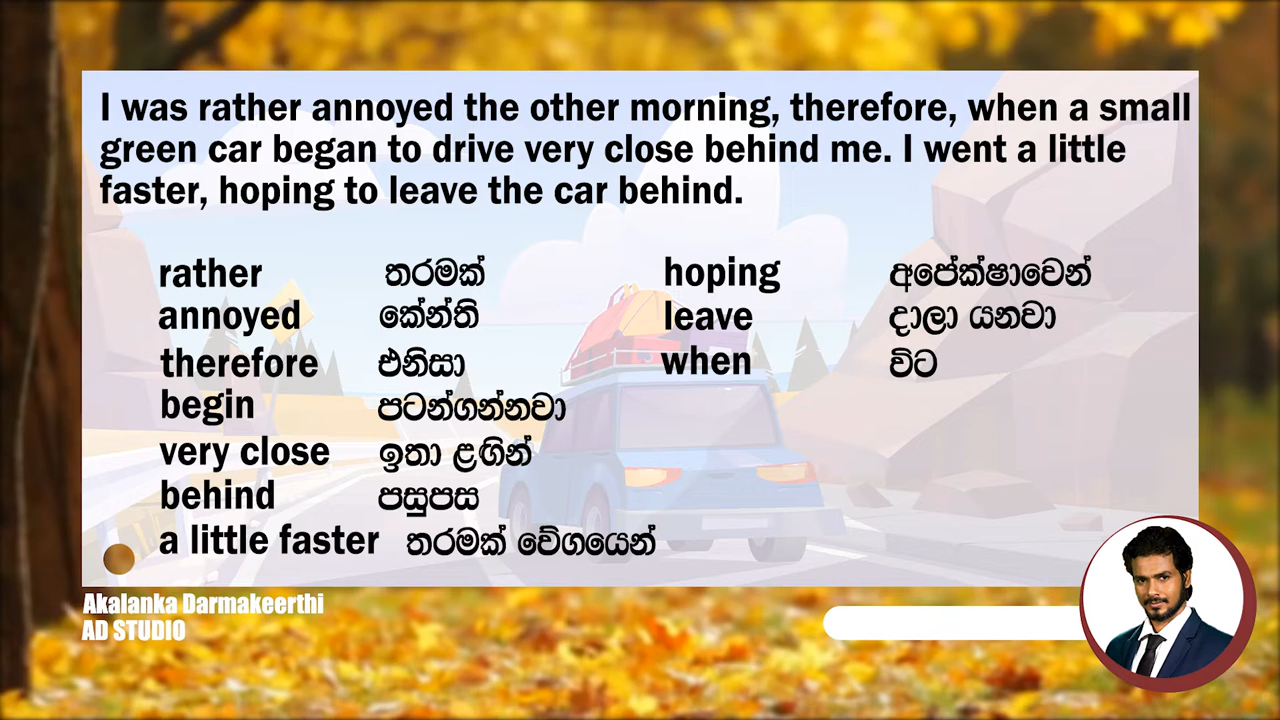 I was rather annoyed the other morning, therefore, when a small
green car began to drive very close behind me. I went a little
faster, hoping to leave the car behind.
rather තරමක්
annoyed කේන්ති
therefore එනිසා
begin පටන්ගන්නවා
very close ඉතා ළඟින්
behind පසුපස
a little faster තරමක් වේගයෙන්
hoping අපේක්ෂාවෙන්
leave දාලා යනවා
when විට
Akalanka Darmakeerthi
AD STUDIO